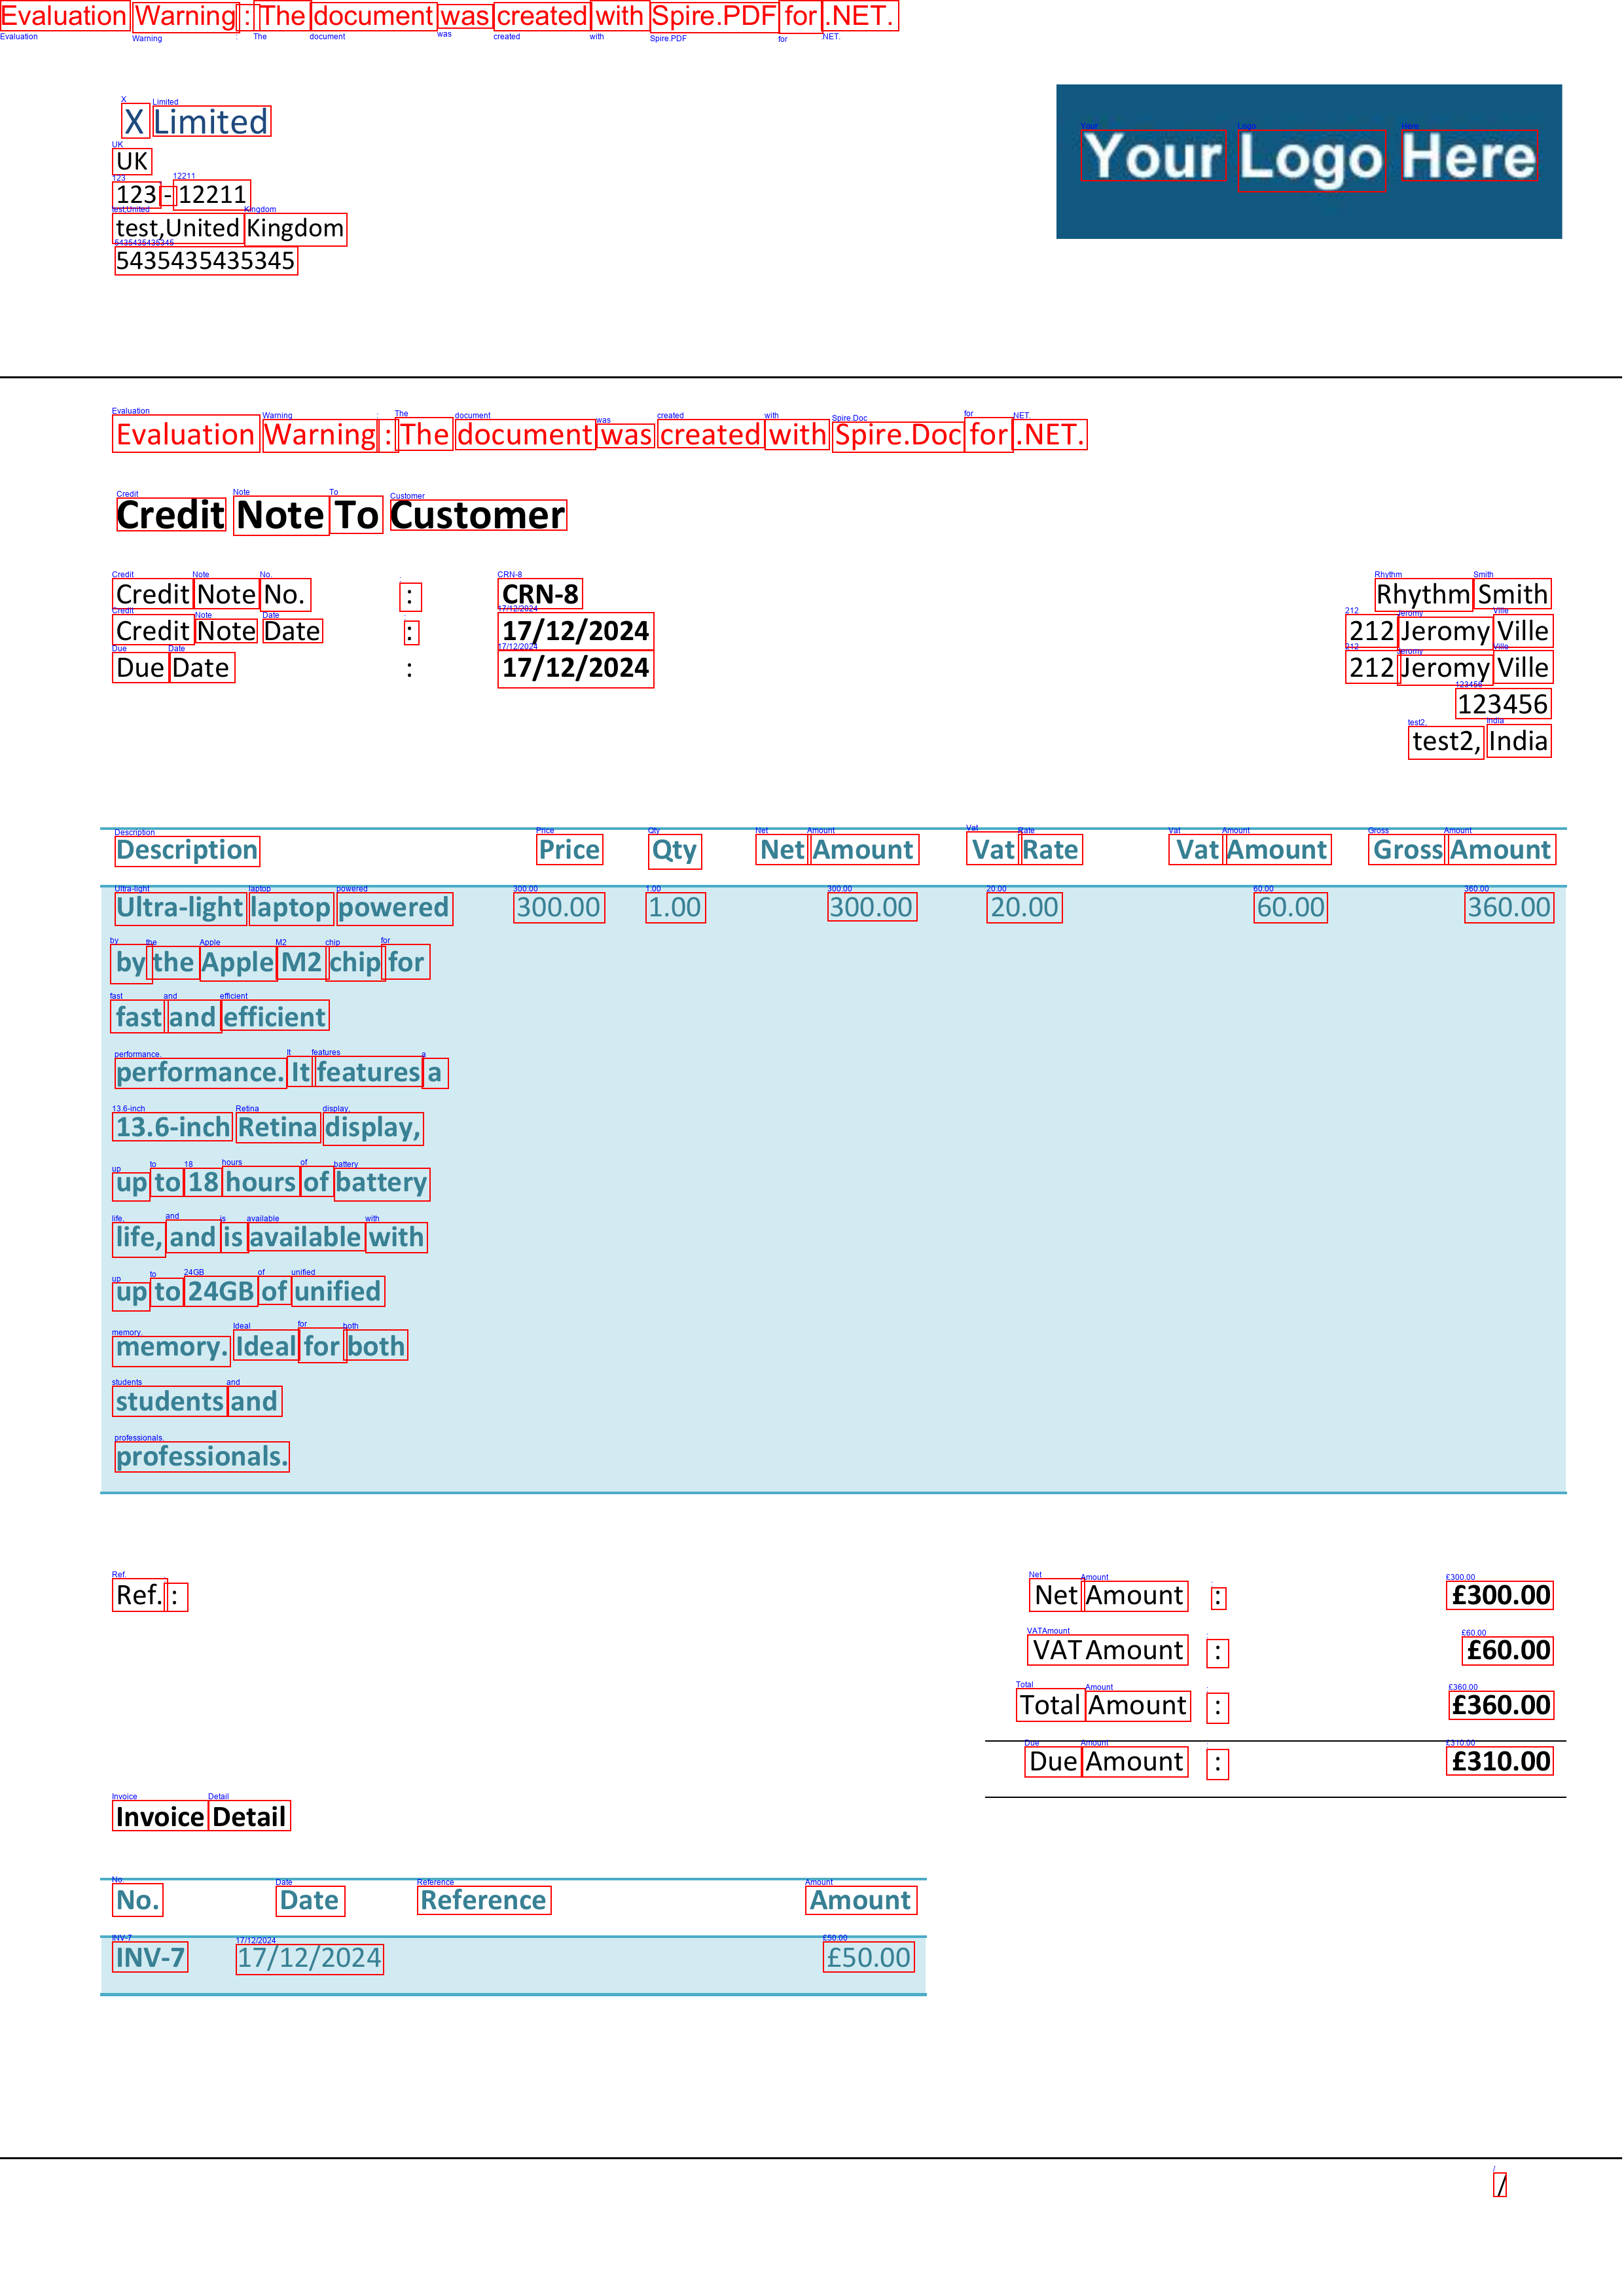 Evaluation Warning : The document was created with Spire.PDF for .NET.
X Limited
UK
123 - 12211
test,United Kingdom
5435435435345
Your Logo Here
Evaluation Warning : The document was created with Spire.Doc for .NET.
Credit Note To Customer
Credit Note No. : CRN-8
Credit Note Date : 17/12/2024
Due Date : 17/12/2024
Rhythm Smith
212 Jeromy Ville
212 Jeromy Ville
123456
test2, India
Description Price Qty Net Amount Vat Rate Vat Amount Gross Amount
Ultra-light laptop powered 300.00 1.00 300.00 20.00 60.00 360.00
by the Apple M2 chip for
fast and efficient
performance. It features a
13.6-inch Retina display,
up to 18 hours of battery
life, and is available with
up to 24GB of unified
memory. Ideal for both
students and
professionals.
Ref. :
Net Amount : £300.00
VAT Amount : £60.00
Total Amount : £360.00
Due Amount : £310.00
Invoice Detail
No. Date Reference Amount
INV-7 17/12/2024 £50.00
/